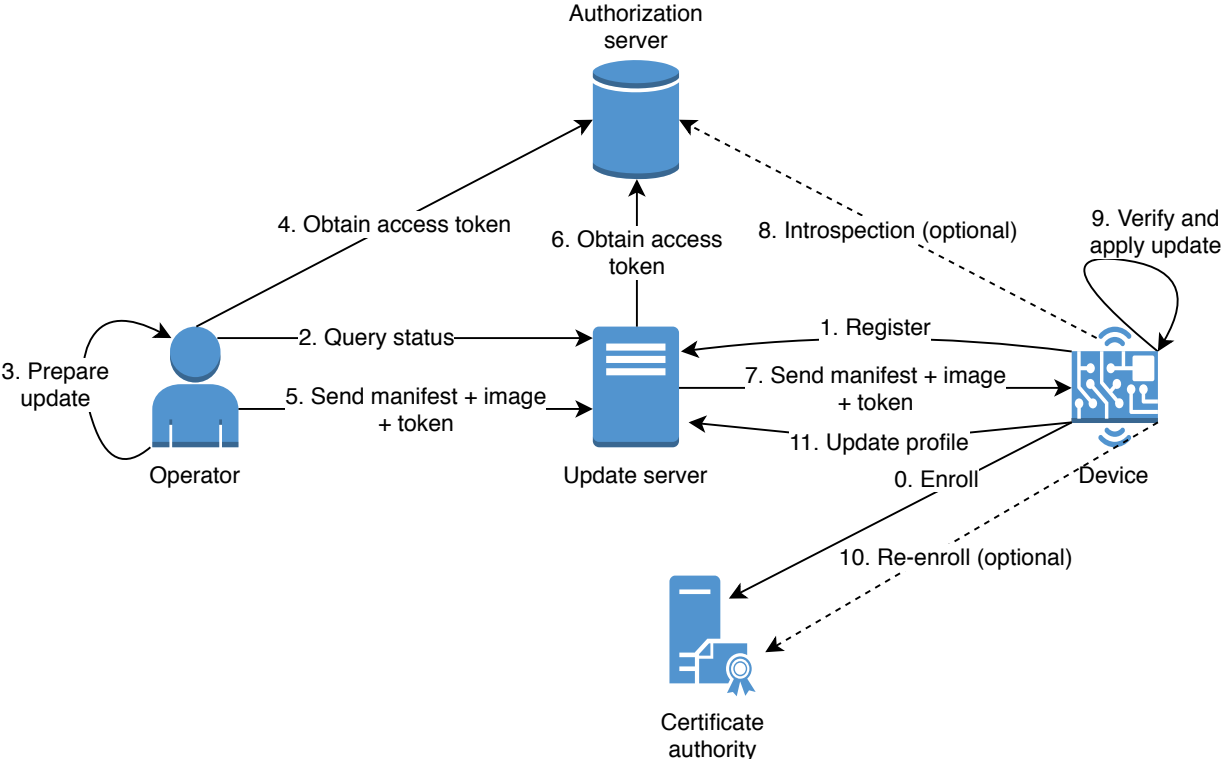 Authorization
server
4. Obtain access token
6. Obtain access
token
8. Introspection (optional)
9. Verify and
apply update
2. Query status
1. Register
3. Prepare
update
5. Send manifest + image
+ token
7. Send manifest + image
+ token
11. Update profile
Operator
Update server
0. Enroll
Device
10. Re-enroll (optional)
Certificate
authority